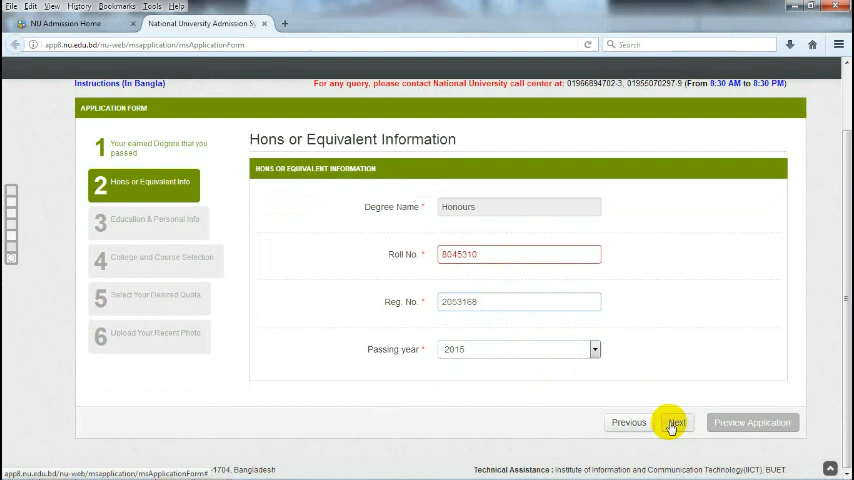 File Edit View History Bookmarks Tools Help
NU Admission Home × National University Admission Sy × +
app8.nu.edu.bd/nu-web/msapplication/msApplicationForm Search
Instructions (In Bangla) For any query, please contact National University call center at: 01966894702-3, 01955070297-9 (From 8:30 AM to 8:30 PM)
APPLICATION FORM
1 Your earned Degree that you
passed
2 Hons or Equivalent Info
3 Education & Personal Info
4 College and Course Selection
5 Select Your Desired Quota
6 Upload Your Recent Photo
Hons or Equivalent Information
HONS OR EQUIVALENT INFORMATION
Degree Name * Honours
Roll No. * 8045310
Reg. No. * 2053168
Passing year * 2015
Previous Next Preview Application
app8.nu.edu.bd/nu-web/msapplication/msApplicationForm# -1704, Bangladesh Technical Assistance : Institute of Information and Communication Technology(IICT), BUET.